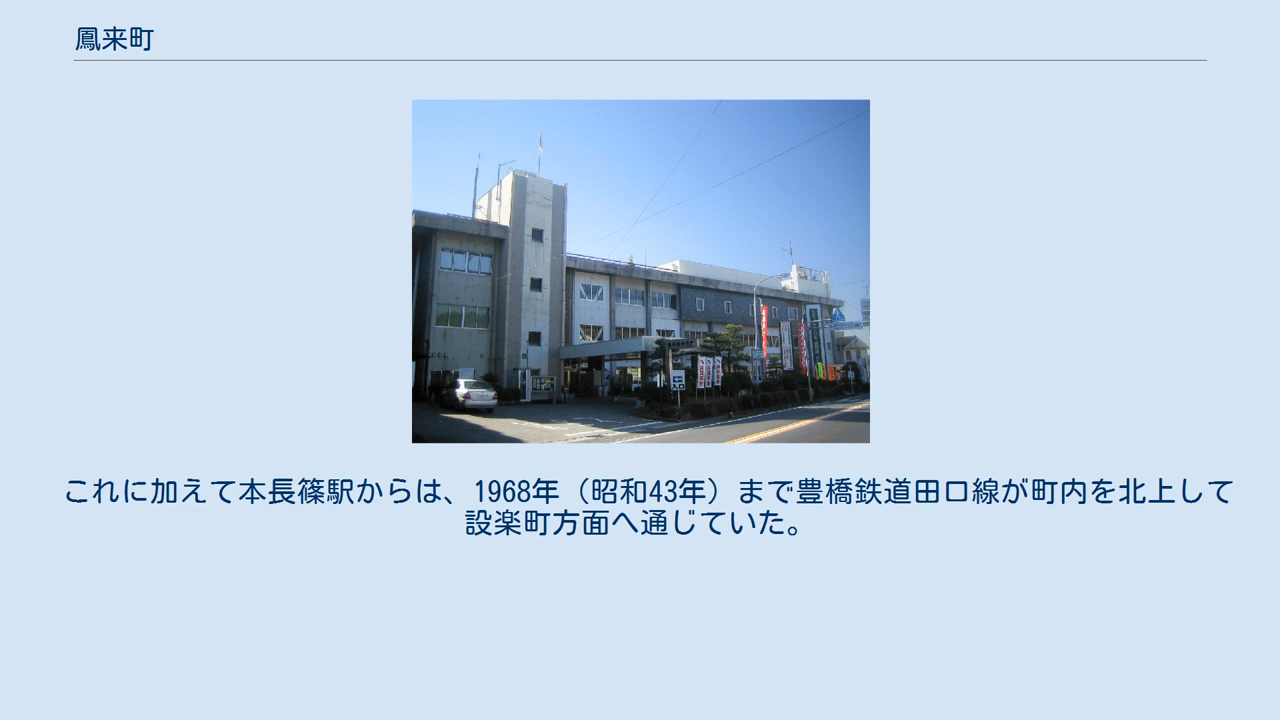 鳳来町
入口
これに加えて本長篠駅からは、1968年（昭和43年）まで豊橋鉄道田口線が町内を北上して
設楽町方面へ通じていた。